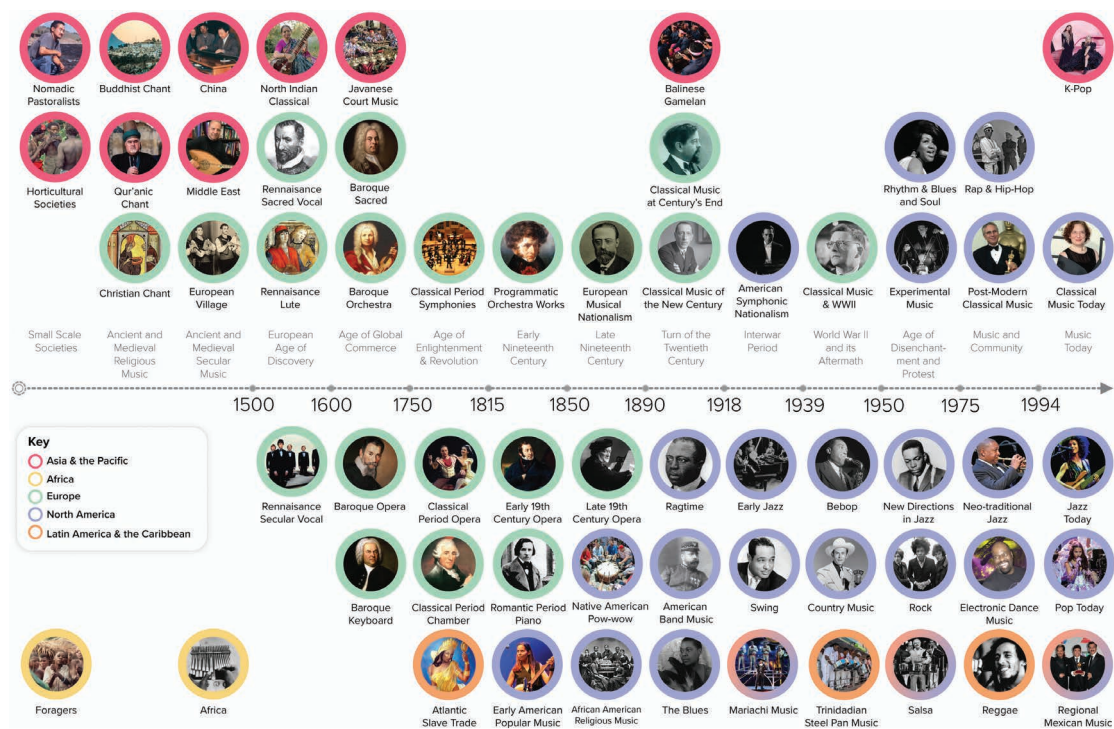 Nomadic
Pastoralists
Buddhist Chant
China
North Indian
Classical
Javanese
Court Music
Balinese
Gamelan
K-Pop
Horticultural
Societies
Qur'anic
Chant
Middle East
Rennaisance
Sacred Vocal
Baroque
Sacred
Classical Music
at Century's End
Rhythm & Blues
and Soul
Rap & Hip-Hop
Christian Chant
European
Village
Rennaisance
Lute
Baroque
Orchestra
Classical Period
Symphonies
Programmatic
Orchestra Works
European
Musical
Nationalism
Classical Music of
the New Century
American
Symphonic
Nationalism
Classical Music
& WWII
Experimental
Music
Post-Modern
Classical Music
Classical
Music Today
Small Scale
Societies
Ancient and
Medieval
Religious
Music
Ancient and
Medieval
Secular
Music
European
Age of
Discovery
Age of Global
Commerce
Age of
Enlightenment
& Revolution
Early
Nineteenth
Century
Late
Nineteenth
Century
Turn of the
Twentieth
Century
Interwar
Period
World War II
and its
Aftermath
Age of
Disenchant-
ment and
Protest
Music and
Community
Music
Today
1500
1600
1750
1815
1850
1890
1918
1939
1950
1975
1994
Key
Asia & the Pacific
Africa
Europe
North America
Latin America & the Caribbean
Rennaisance
Secular Vocal
Baroque Opera
Classical
Period Opera
Early 19th
Century Opera
Late 19th
Century Opera
Ragtime
Early Jazz
Bebop
New Directions
in Jazz
Neo-traditional
Jazz
Jazz
Today
Baroque
Keyboard
Classical Period
Chamber
Romantic Period
Piano
Native American
Pow-wow
American
Band Music
Swing
Country Music
Rock
Electronic Dance
Music
Pop Today
Foragers
Africa
Atlantic
Slave Trade
Early American
Popular Music
African American
Religious Music
The Blues
Mariachi Music
Trinidadian
Steel Pan Music
Salsa
Reggae
Regional
Mexican Music